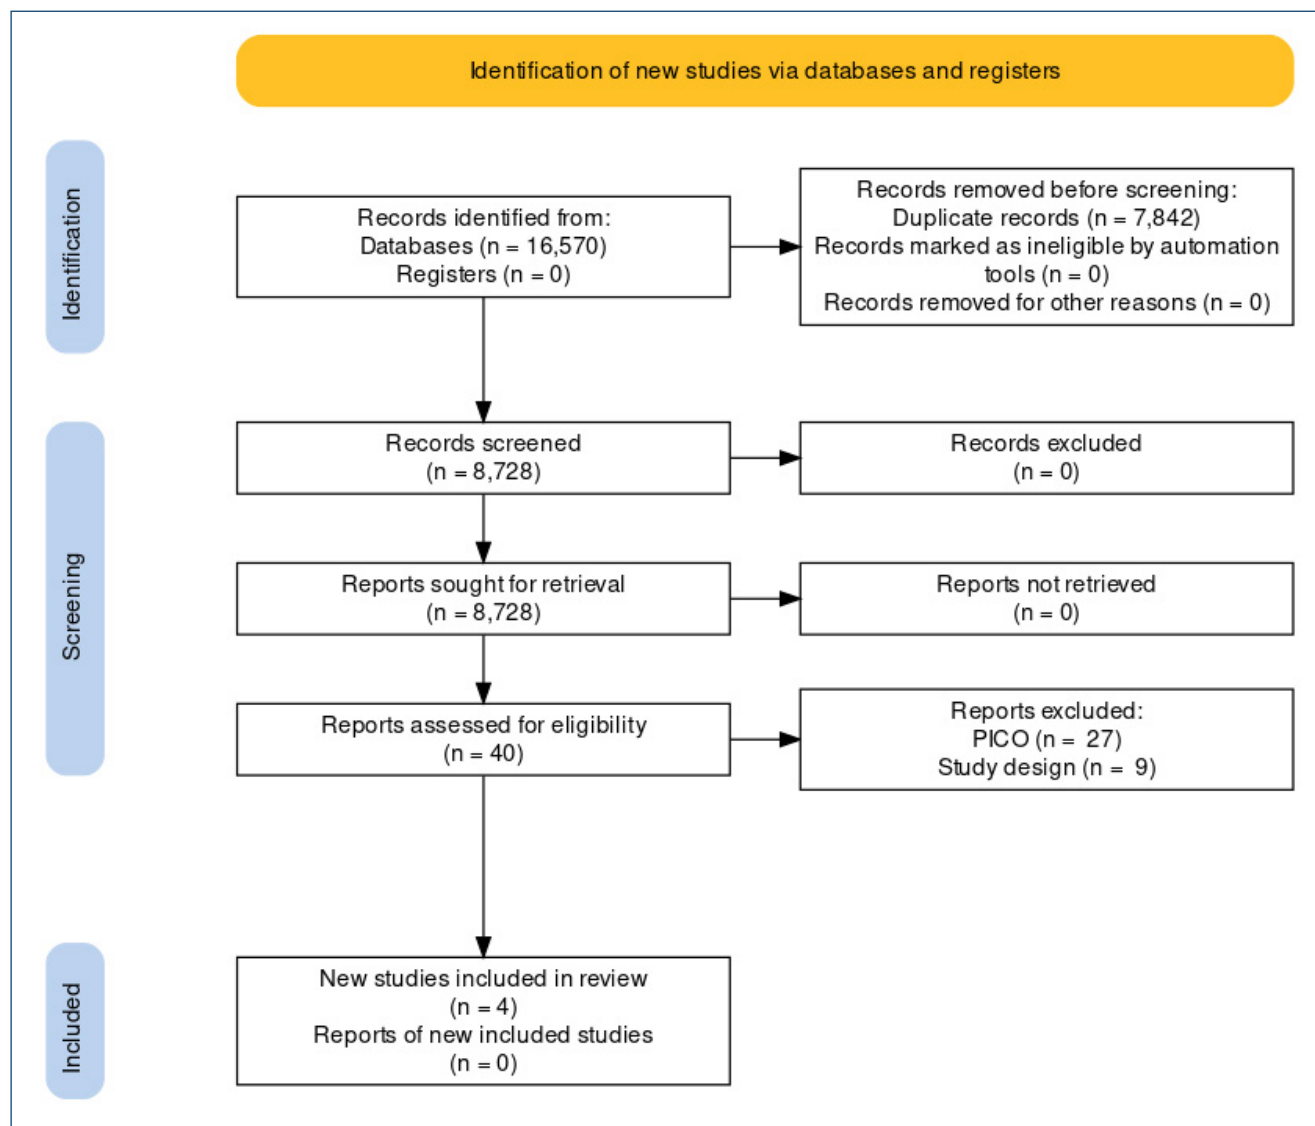 Identification of new studies via databases and registers
Identification
Records identified from:
Databases (n = 16,570)
Registers (n = 0)
Records removed before screening:
Duplicate records (n = 7,842)
Records marked as ineligible by automation
tools (n = 0)
Records removed for other reasons (n = 0)
Screening
Records screened
(n = 8,728)
Records excluded
(n = 0)
Reports sought for retrieval
(n = 8,728)
Reports not retrieved
(n = 0)
Reports assessed for eligibility
(n = 40)
Reports excluded:
PICO (n = 27)
Study design (n = 9)
Included
New studies included in review
(n = 4)
Reports of new included studies
(n = 0)